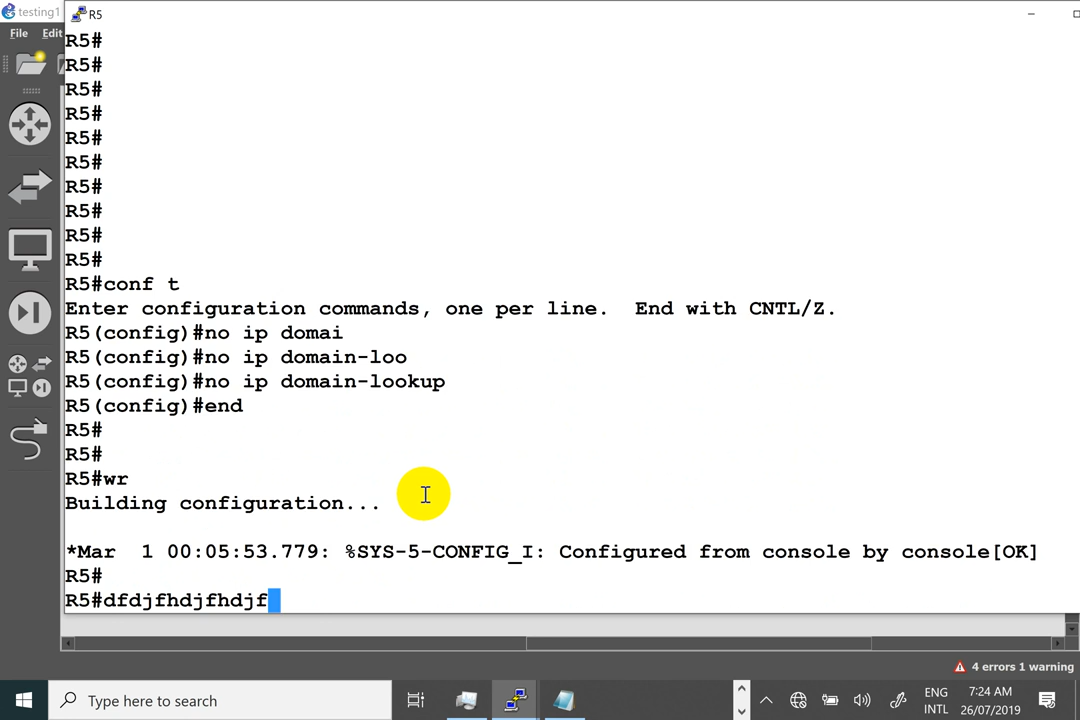 testing1
R5
File
Edit
R5#
R5#
R5#
R5#
R5#
R5#
R5#
R5#
R5#
R5#
R5#conf t
Enter configuration commands, one per line.  End with CNTL/Z.
R5(config)#no ip domai
R5(config)#no ip domain-loo
R5(config)#no ip domain-lookup
R5(config)#end
R5#
R5#
R5#wr
Building configuration...
*Mar  1 00:05:53.779: %SYS-5-CONFIG_I: Configured from console by console[OK]
R5#
R5#dfdjfhdjfhdjf
4 errors 1 warning
Type here to search
ENG
INTL
7:24 AM
26/07/2019